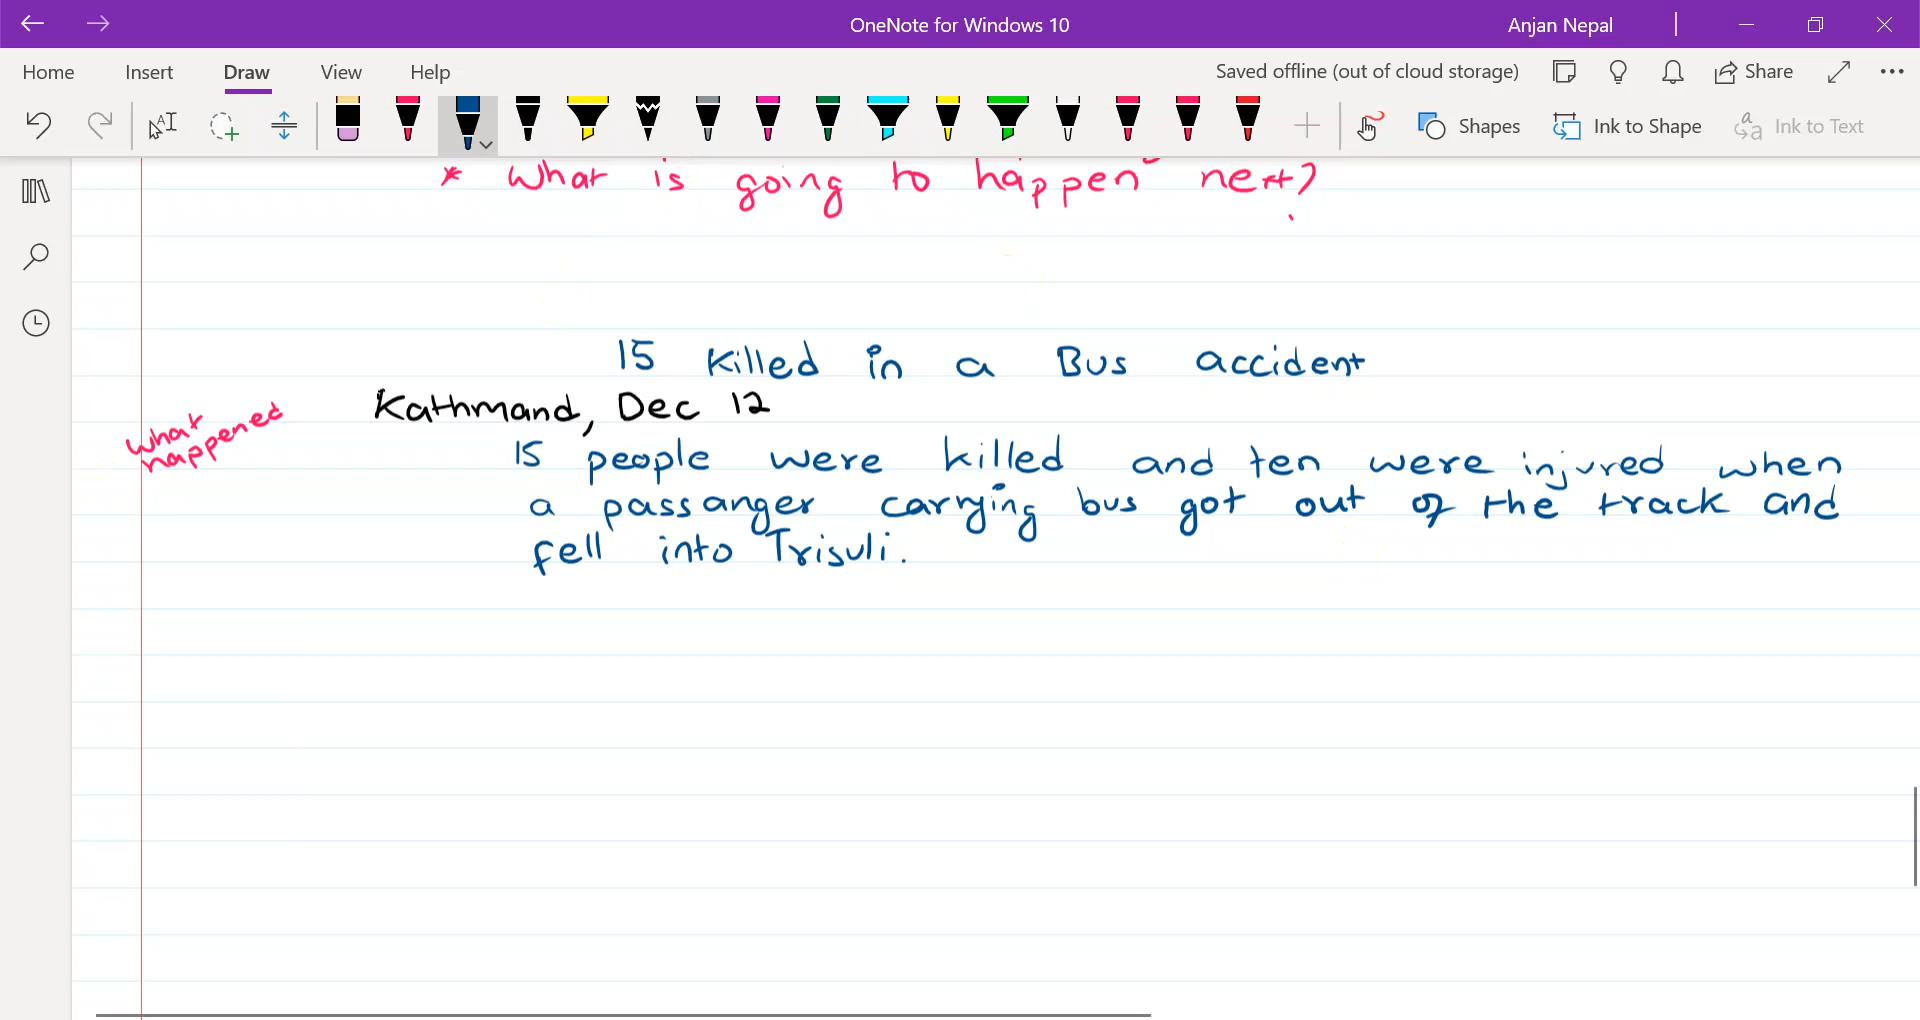 OneNote for Windows 10
Anjan Nepal
Home Insert Draw View Help
Saved offline (out of cloud storage)
Share
Shapes
Ink to Shape
Ink to Text
* What is going to happen next?
15 killed in a Bus accident
Kathmand, Dec 12
what
happened
15 people were killed and ten were injured when
a passanger carrying bus got out of the track and
fell into Trisuli.